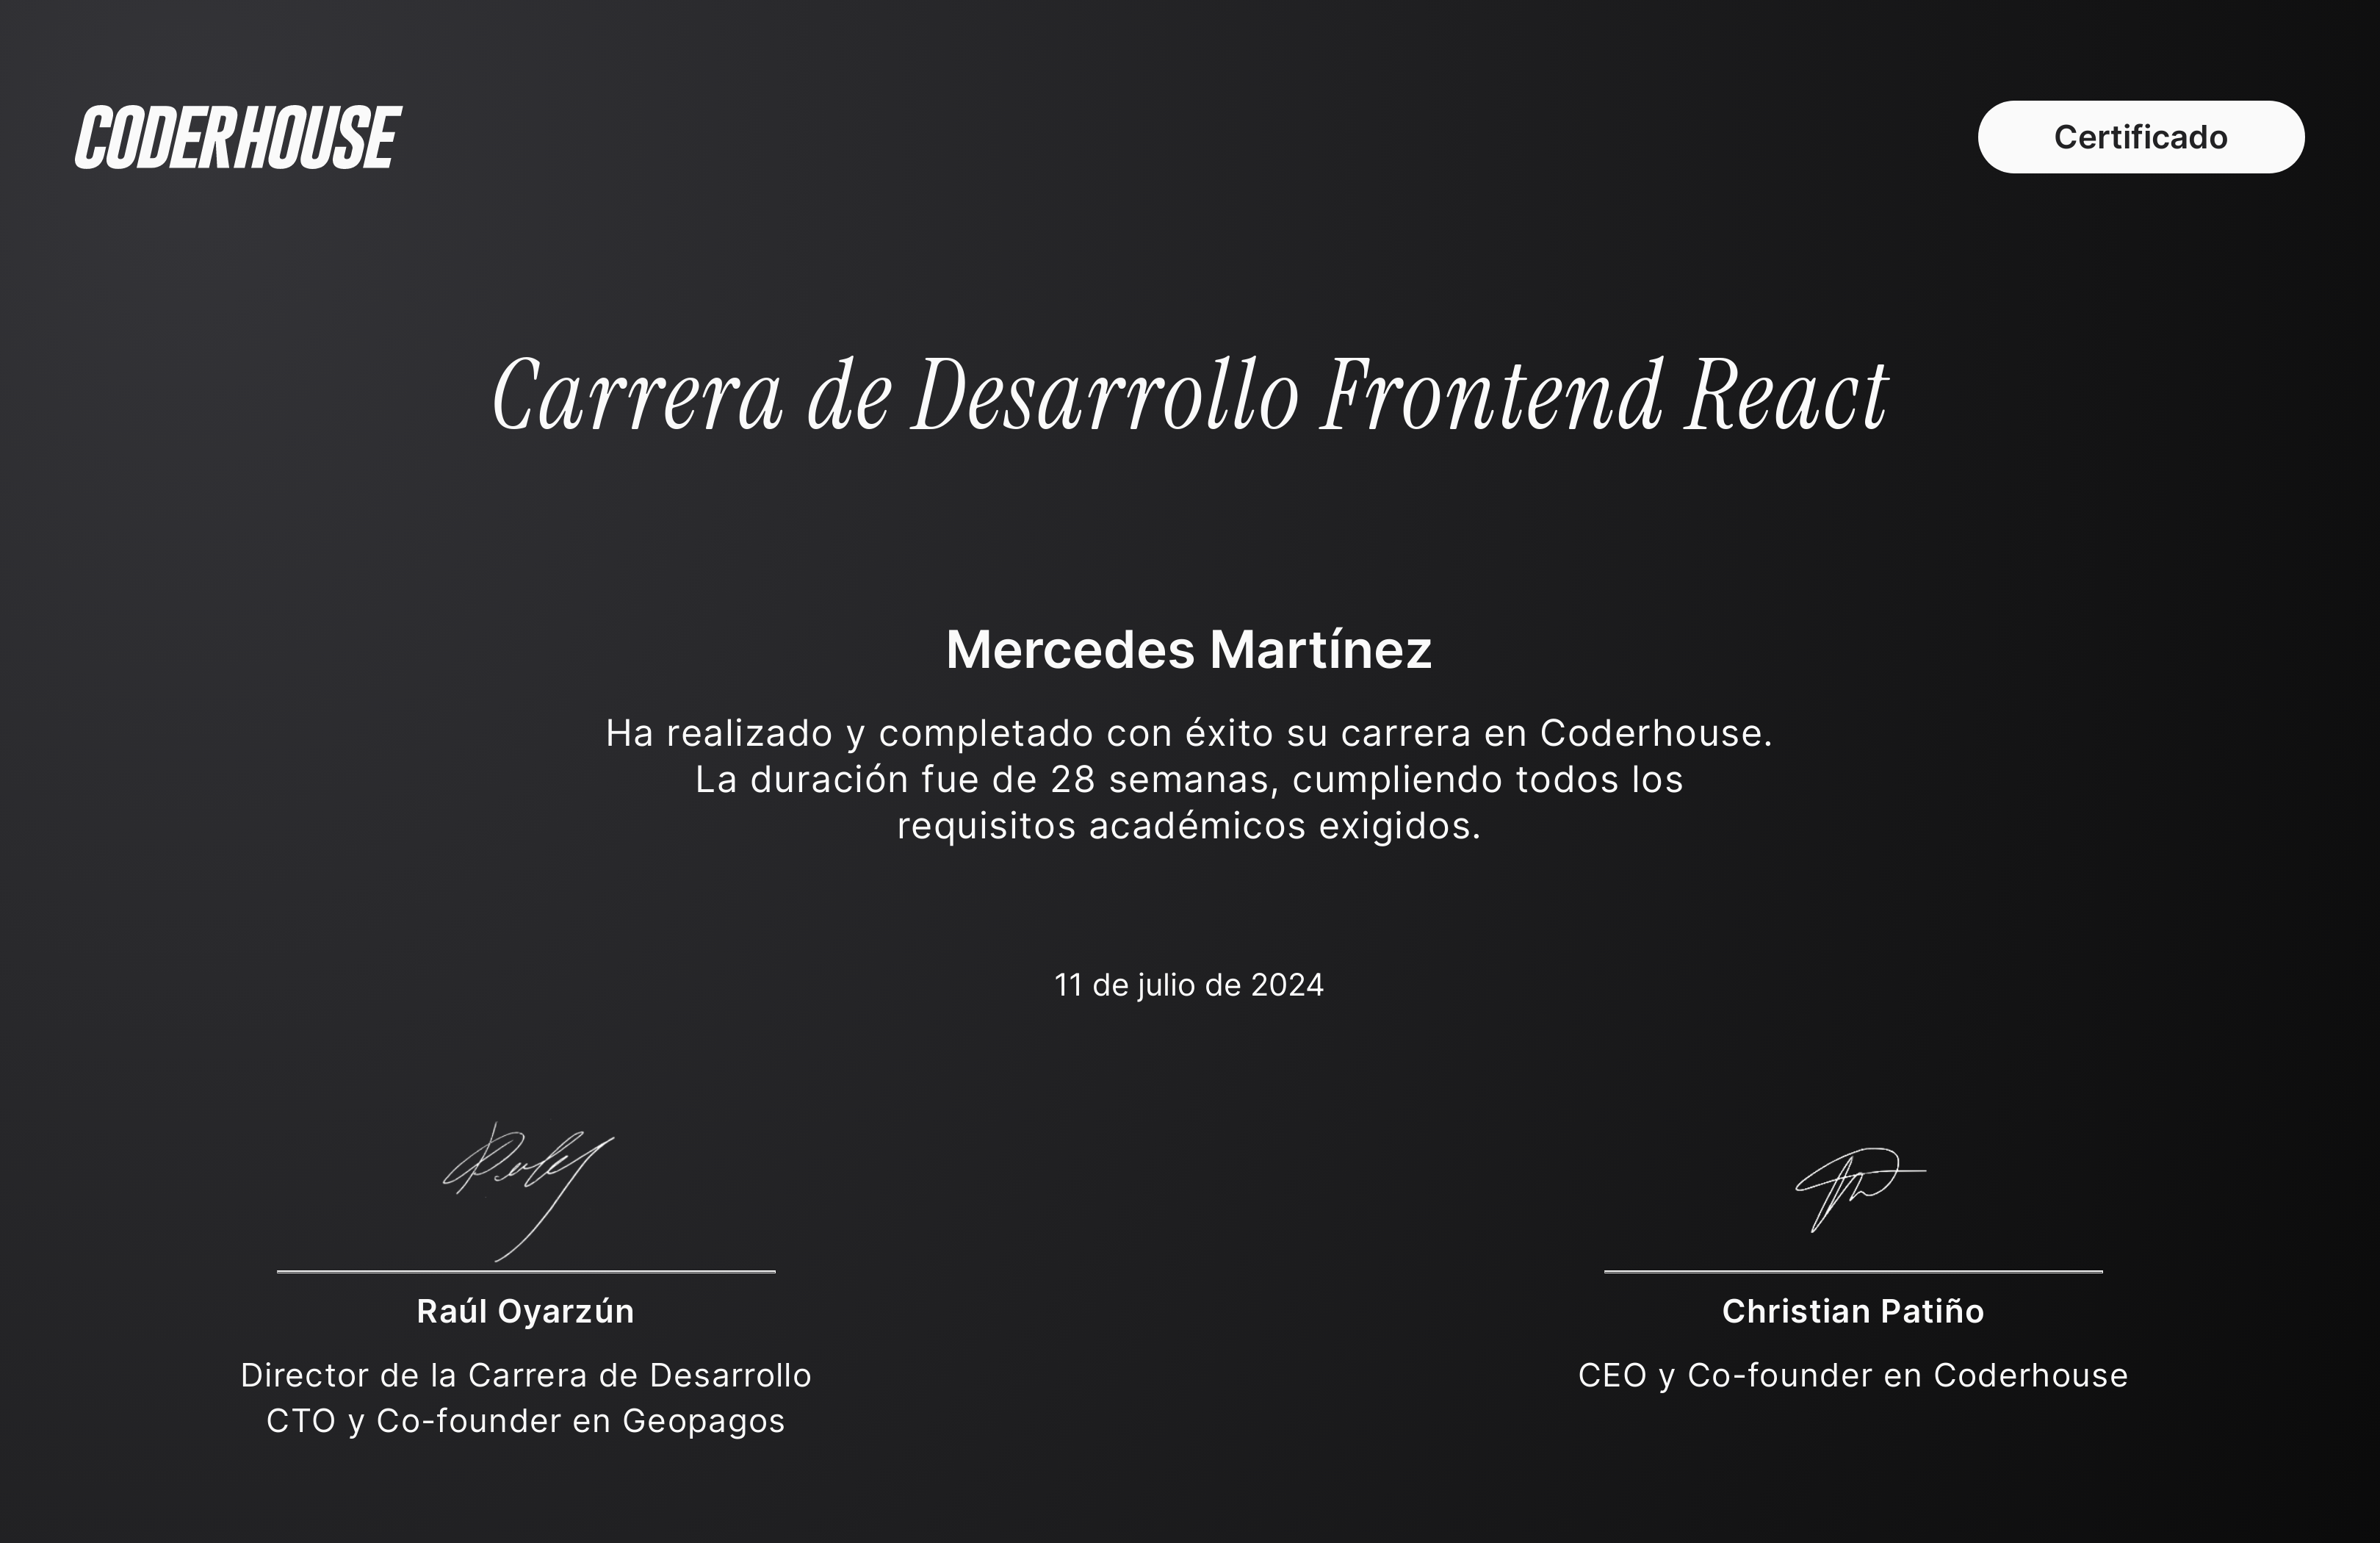 CODERHOUSE
Certificado
Carrera de Desarrollo Frontend React
Mercedes Martínez
Ha realizado y completado con éxito su carrera en Coderhouse.
La duración fue de 28 semanas, cumpliendo todos los
requisitos académicos exigidos.
11 de julio de 2024
Raúl Oyarzún
Director de la Carrera de Desarrollo
CTO y Co-founder en Geopagos
Christian Patiño
CEO y Co-founder en Coderhouse